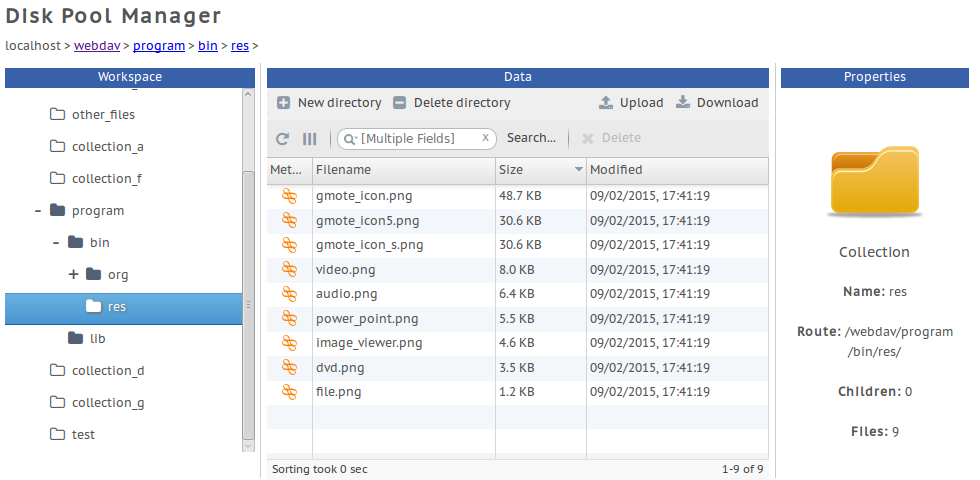 Disk Pool Manager
localhost > webdav > program > bin > res >
Workspace
other_files
collection_a
collection_f
- program
- bin
+ org
res
lib
collection_d
collection_g
test
Data
New directory Delete directory Upload Download
[Multiple Fields] x Search... Delete
Met... Filename Size Modified
gmote_icon.png 48.7 KB 09/02/2015, 17:41:19
gmote_icon5.png 30.6 KB 09/02/2015, 17:41:19
gmote_icon_s.png 30.6 KB 09/02/2015, 17:41:19
video.png 8.0 KB 09/02/2015, 17:41:19
audio.png 6.4 KB 09/02/2015, 17:41:19
power_point.png 5.5 KB 09/02/2015, 17:41:19
image_viewer.png 4.6 KB 09/02/2015, 17:41:19
dvd.png 3.5 KB 09/02/2015, 17:41:19
file.png 1.2 KB 09/02/2015, 17:41:19
Sorting took 0 sec 1-9 of 9
Properties
Collection
Name: res
Route: /webdav/program
/bin/res/
Children: 0
Files: 9